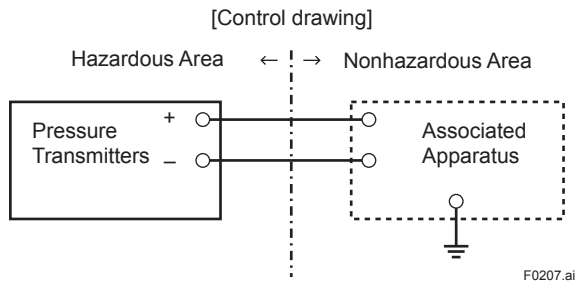 [Control drawing]
Hazardous Area ← → Nonhazardous Area
Pressure
Transmitters
+
–
Associated
Apparatus
F0207.ai